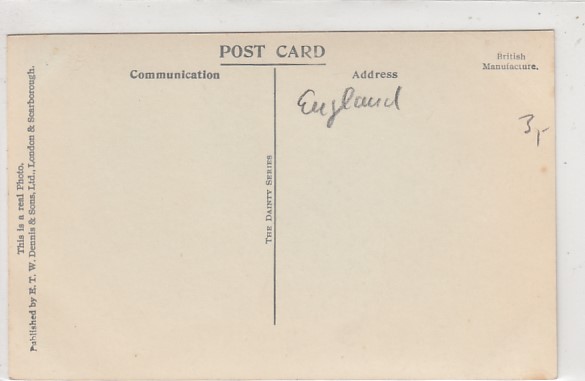 POST CARD
British
Manufacture.
Communication
Address
England
3,-
THE DAINTY SERIES
This is a real Photo.
Published by E. T. W. Dennis & Sons, Ltd., London & Scarborough.